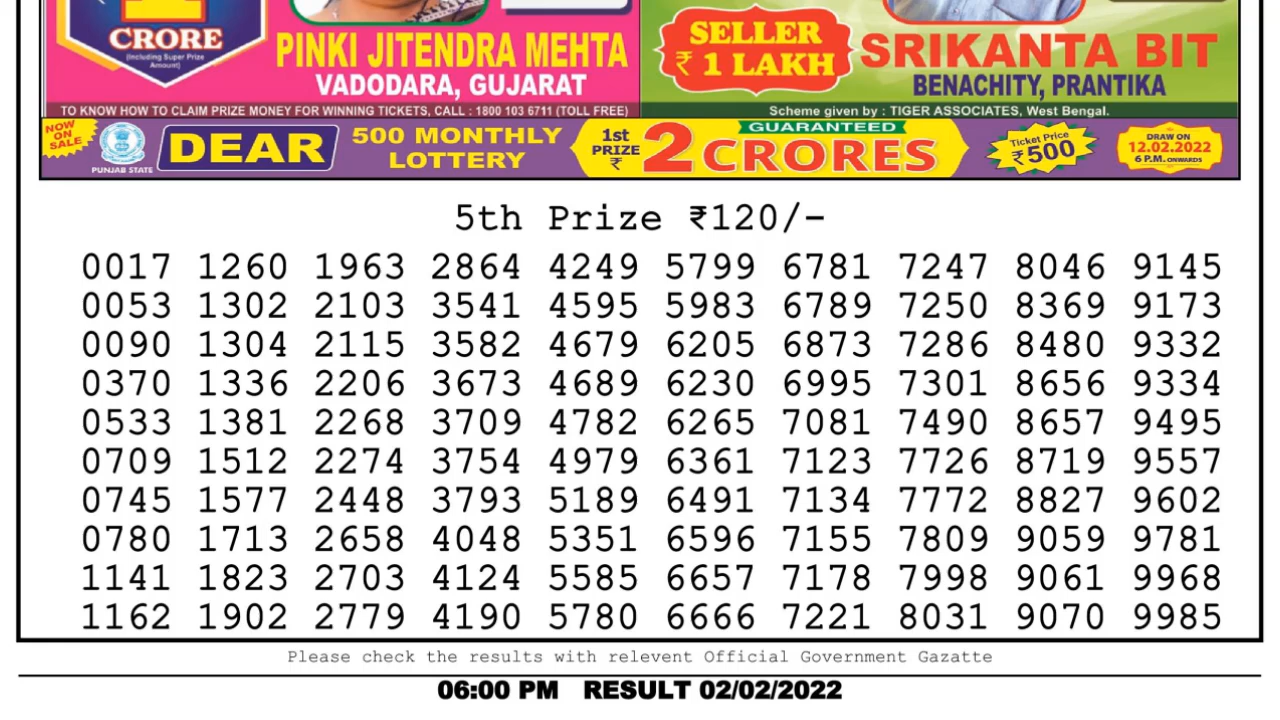 1
CRORE
(Including Super Prize
Amount)
PINKI JITENDRA MEHTA
VADODARA, GUJARAT
TO KNOW HOW TO CLAIM PRIZE MONEY FOR WINNING TICKETS, CALL : 1800 103 6711 (TOLL FREE)
SELLER
₹ 1 LAKH
SRIKANTA BIT
BENACHITY, PRANTIKA
Scheme given by : TIGER ASSOCIATES, West Bengal.
NOW
ON
SALE
PUNJAB STATE
DEAR
500 MONTHLY
LOTTERY
1st
PRIZE
₹
2
GUARANTEED
CRORES
Ticket Price
₹500
DRAW ON
12.02.2022
6 P.M. ONWARDS
5th Prize ₹120/-
0017 1260 1963 2864 4249 5799 6781 7247 8046 9145
0053 1302 2103 3541 4595 5983 6789 7250 8369 9173
0090 1304 2115 3582 4679 6205 6873 7286 8480 9332
0370 1336 2206 3673 4689 6230 6995 7301 8656 9334
0533 1381 2268 3709 4782 6265 7081 7490 8657 9495
0709 1512 2274 3754 4979 6361 7123 7726 8719 9557
0745 1577 2448 3793 5189 6491 7134 7772 8827 9602
0780 1713 2658 4048 5351 6596 7155 7809 9059 9781
1141 1823 2703 4124 5585 6657 7178 7998 9061 9968
1162 1902 2779 4190 5780 6666 7221 8031 9070 9985
Please check the results with relevent Official Government Gazatte
06:00 PM RESULT 02/02/2022